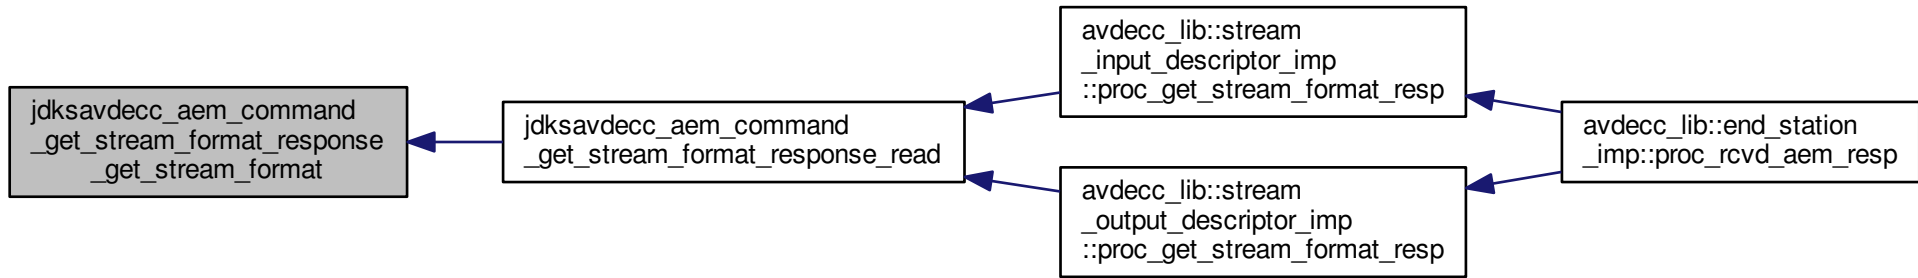 jdksavdecc_aem_command
_get_stream_format_response
_get_stream_format
jdksavdecc_aem_command
_get_stream_format_response_read
avdecc_lib::stream
_input_descriptor_imp
::proc_get_stream_format_resp
avdecc_lib::stream
_output_descriptor_imp
::proc_get_stream_format_resp
avdecc_lib::end_station
_imp::proc_rcvd_aem_resp